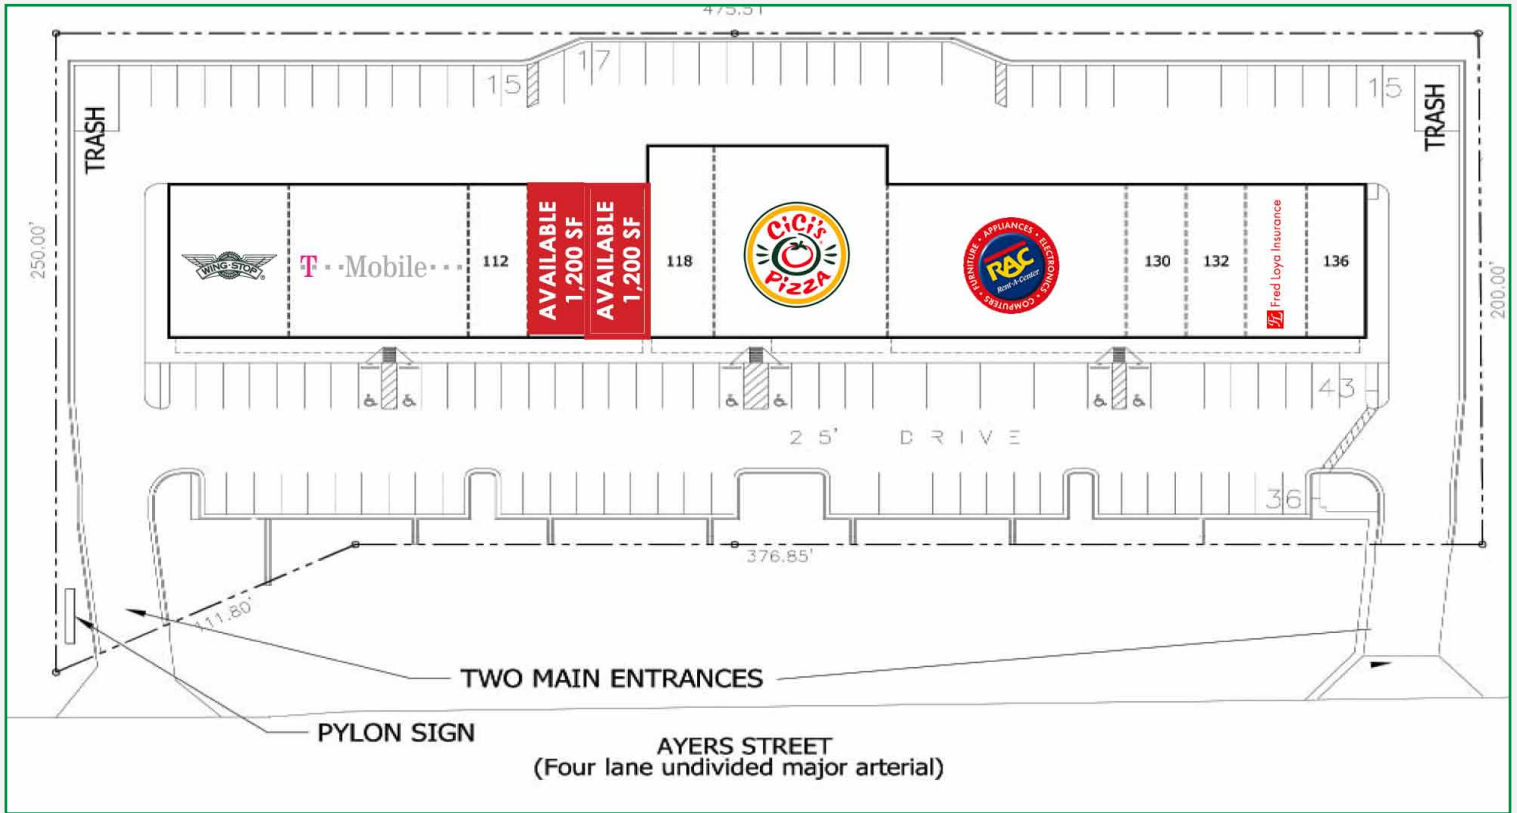 475.51'
17
15
15
TRASH
TRASH
250.00'
WING·STOP
T··Mobile···
112
AVAILABLE
1,200 SF
AVAILABLE
1,200 SF
118
CiCi's
PiZZA
FURNITURE • APPLIANCES • ELECTRONICS • COMPUTERS
RAC
Rent-A-Center
130
132
Fred Loya Insurance
136
200.00'
43
25' DRIVE
36
376.85'
111.80'
TWO MAIN ENTRANCES
PYLON SIGN
AYERS STREET
(Four lane undivided major arterial)